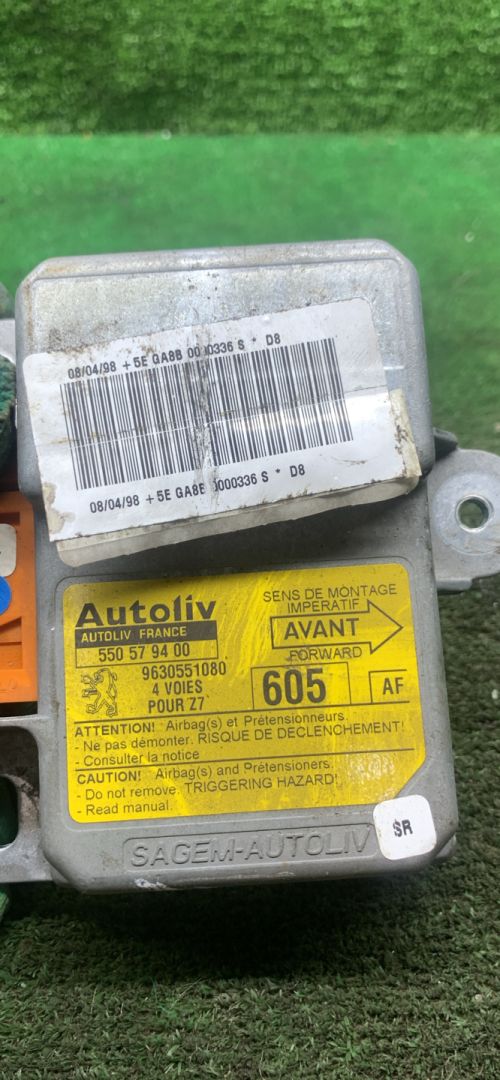 08/04/98 + 5E GA8B 0000336 S * D8
08/04/98 + 5E GA8B 0000336 S * D8
Autoliv
AUTOLIV FRANCE
550 57 94 00
9630551080
4 VOIES
POUR Z7
SENS DE MONTAGE
IMPERATIF
AVANT
FORWARD
605
AF
ATTENTION! Airbag(s) et Prétensionneurs.
- Ne pas démonter. RISQUE DE DECLENCHEMENT!
- Consulter la notice
CAUTION! Airbag(s) and Prétensioners.
- Do not remove. TRIGGERING HAZARD!
- Read manual.
SR
SAGEM-AUTOLIV